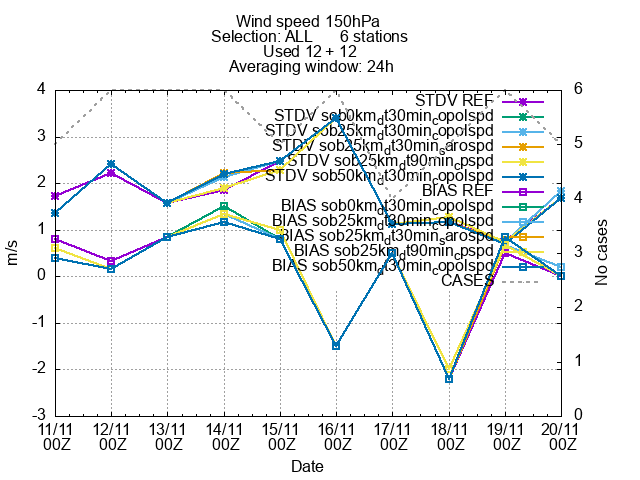 Wind speed 150hPa
Selection: ALL 6 stations
Used 12 + 12
Averaging window: 24h
STDV REF
STDV sob0km_dt30min_copolspd
STDV sob25km_dt30min_copolspd
STDV sob25km_dt30min_sarospd
STDV sob25km_dt90min_cpspd
STDV sob50km_dt30min_copolspd
BIAS REF
BIAS sob0km_dt30min_copolspd
BIAS sob25km_dt30min_copolspd
BIAS sob25km_dt30min_sarospd
BIAS sob25km_dt90min_cpspd
BIAS sob50km_dt30min_copolspd
CASES
m/s
4
3
2
1
0
-1
-2
-3
No cases
6
5
4
3
2
1
0
11/11 12/11 13/11 14/11 15/11 16/11 17/11 18/11 19/11 20/11
00Z 00Z 00Z 00Z 00Z 00Z 00Z 00Z 00Z 00Z
Date